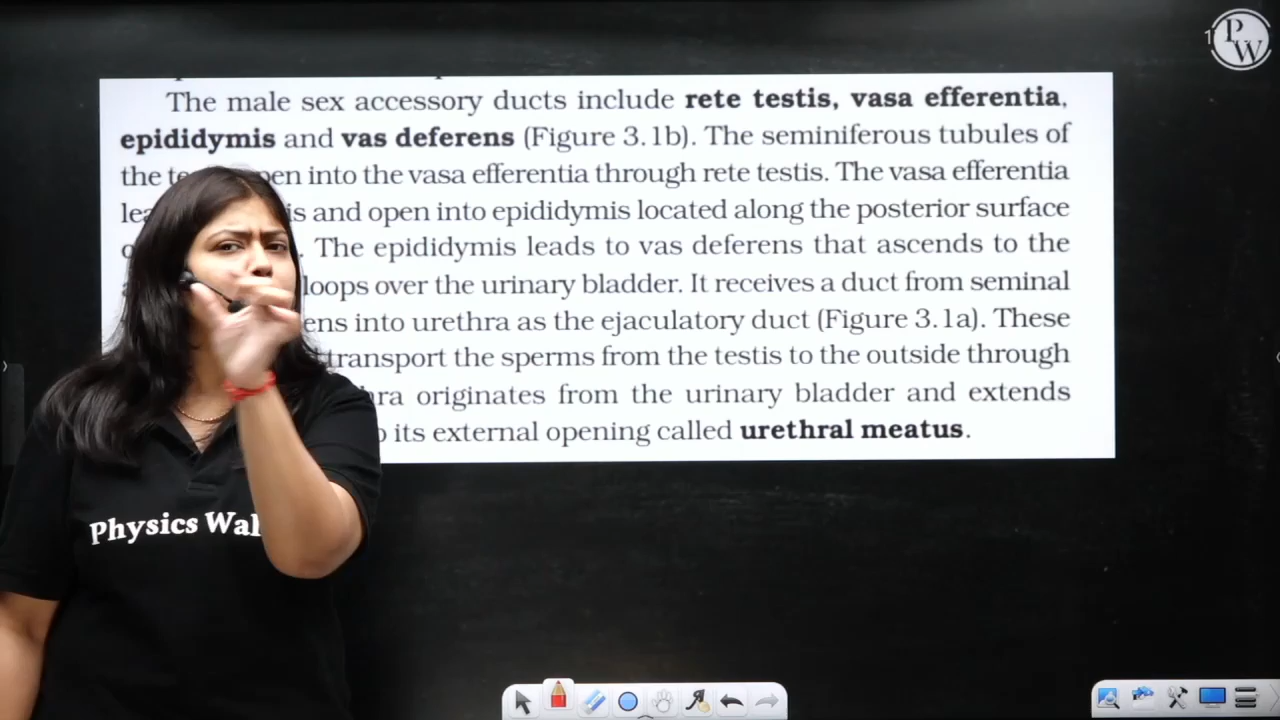 1
PW
The male sex accessory ducts include rete testis, vasa efferentia,
epididymis and vas deferens (Figure 3.1b). The seminiferous tubules of
the te pen into the vasa efferentia through rete testis. The vasa efferentia
lea is and open into epididymis located along the posterior surface
. The epididymis leads to vas deferens that ascends to the
loops over the urinary bladder. It receives a duct from seminal
ens into urethra as the ejaculatory duct (Figure 3.1a). These
transport the sperms from the testis to the outside through
ra originates from the urinary bladder and extends
its external opening called urethral meatus.
Physics Wal